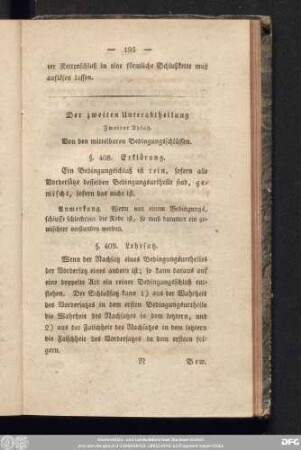 — 193 —
ter Kettenschluß in eine förmliche Schlußkette muß
auflösen lassen.
Der zweiten Unterabtheilung
Zweiter Absaz.
Von den mittelbaren Bedingungsschlüssen.
§. 408. Erklärung.
Ein Bedingungsschluß ist rein, sofern alle
Vordersätze desselben Bedingungsurtheile sind, ge-
mischt, sofern das nicht ist.
Anmerkung. Wenn von einem Bedingungs-
schlusse schlechthin die Rede ist, so muß darunter ein ge-
mischter verstanden werden.
§. 409. Lehrsatz.
Wenn der Nachsatz eines Bedingungsurtheiles
der Vordersatz eines andern ist; so kann daraus auf
eine doppelte Art ein reiner Bedingungsschluß ent-
stehen. Der Schlußsatz kann 1) aus der Wahrheit
des Vordersatzes in dem ersten Bedingungsurtheile
die Wahrheit des Nachsatzes in dem letztern, und
2) aus der Falschheit des Nachsatzes in dem letztern
die Falschheit des Vordersatzes in dem erstern fol-
gern.
N Bew.
DFG